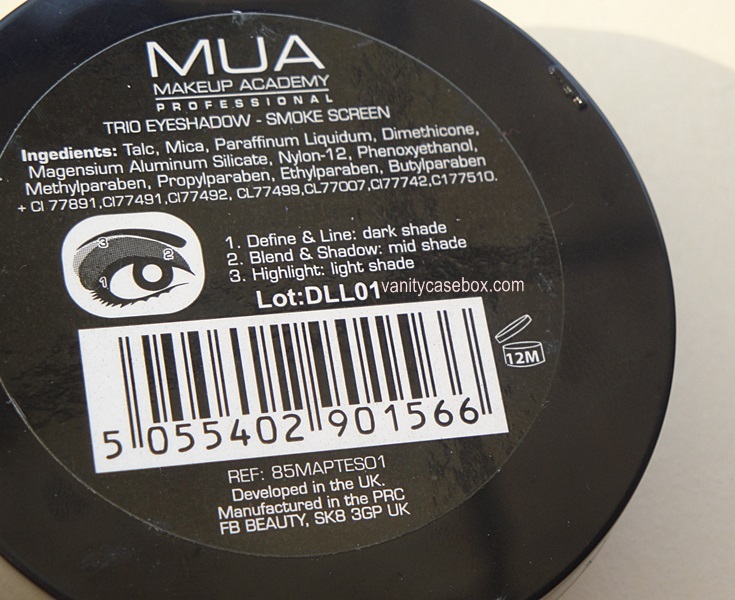 MUA
MAKEUP ACADEMY
PROFESSIONAL
TRIO EYESHADOW - SMOKE SCREEN
Ingedients: Talc, Mica, Paraffinum Liquidum, Dimethicone,
Magensium Aluminum Silicate, Nylon-12, Phenoxyethanol,
Methylparaben, Propylparaben, Ethylparaben, Butylparaben
+ CI 77891,CI77491,CI77492, CL77499,CL77007,CI77742,C177510.
3
2
1
1. Define & Line: dark shade
2. Blend & Shadow: mid shade
3. Highlight: light shade
Lot:DLL01
vanitycasebox.com
12M
5 055402 901566
REF: 85MAPTES01
Developed in the UK.
Manufactured in the PRC
FB BEAUTY, SK8 3GP UK